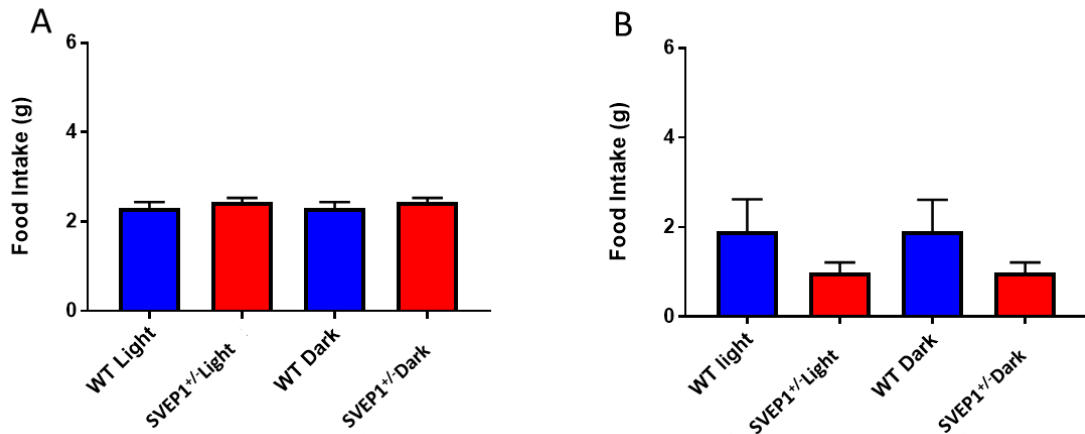 A
Food Intake (g)
6
4
2
0
WT Light
SVEP1+/-Light
WT Dark
SVEP1+/-Dark
B
Food Intake (g)
6
4
2
0
WT light
SVEP1+/-Light
WT Dark
SVEP1+/-Dark